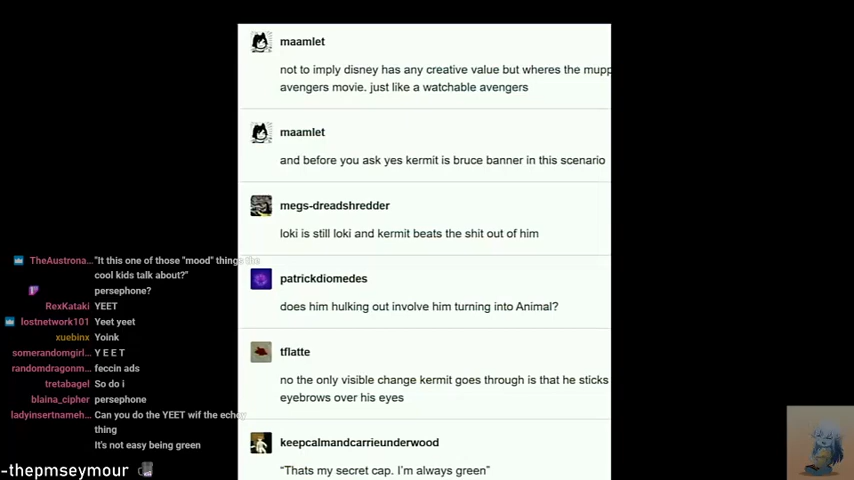 maamlet
not to imply disney has any creative value but wheres the mupp
avengers movie. just like a watchable avengers
maamlet
and before you ask yes kermit is bruce banner in this scenario
megs-dreadshredder
loki is still loki and kermit beats the shit out of him
patrickdiomedes
does him hulking out involve him turning into Animal?
tflatte
no the only visible change kermit goes through is that he sticks
eyebrows over his eyes
keepcalmandcarrieunderwood
“Thats my secret cap. I’m always green”
TheAustrona... "It this one of those "mood" things the
cool kids talk about?"
persephone?
RexKataki YEET
lostnetwork101 Yeet yeet
xuebinx Yoink
somerandomgirl... Y E E T
randomdragonm... feccin ads
tretabagel So do i
blaina_cipher persephone
ladyinsertnameh... Can you do the YEET wif the echoy
thing
It's not easy being green
-thepmseymour